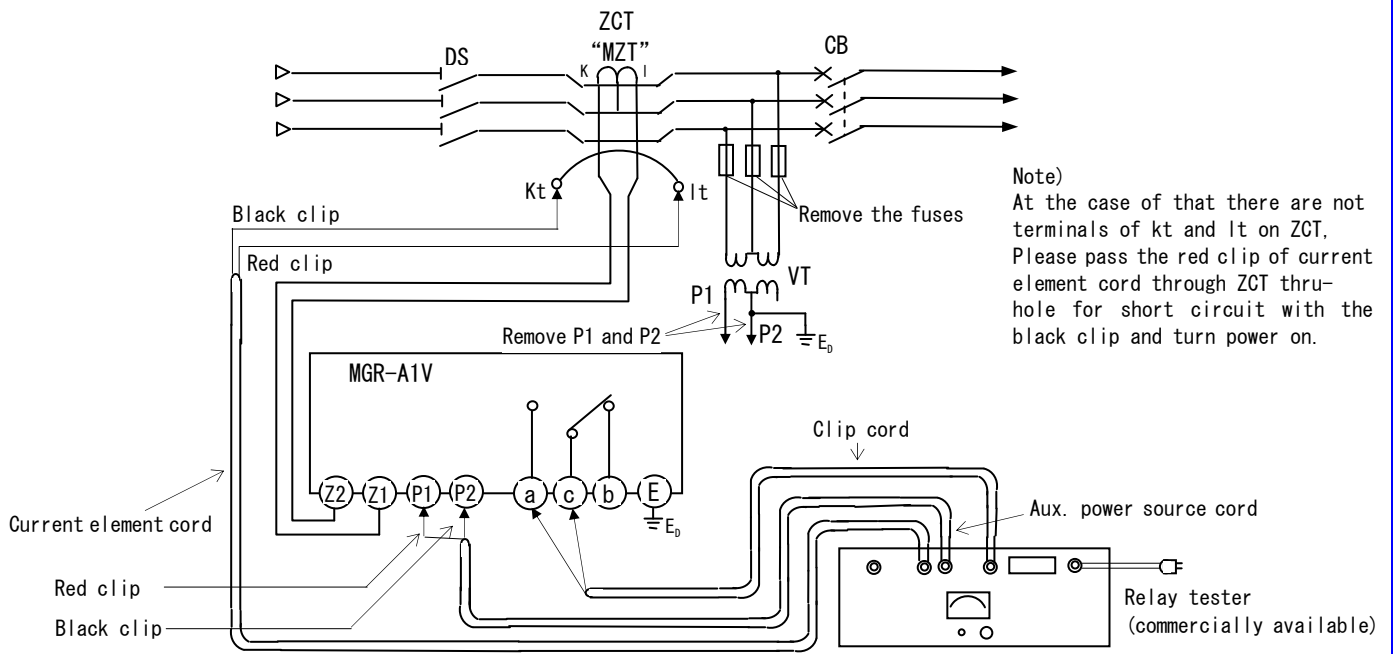 ZCT
“MZT”
DS
K
l
CB
Kt
lt
Black clip
Red clip
Remove the fuses
VT
P1
P2
Remove P1 and P2
ED
Note)
At the case of that there are not
terminals of kt and lt on ZCT,
Please pass the red clip of current
element cord through ZCT thru-
hole for short circuit with the
black clip and turn power on.
MGR-A1V
Z2
Z1
P1
P2
a
c
b
E
ED
Clip cord
Current element cord
Aux. power source cord
Red clip
Black clip
Relay tester
(commercially available)